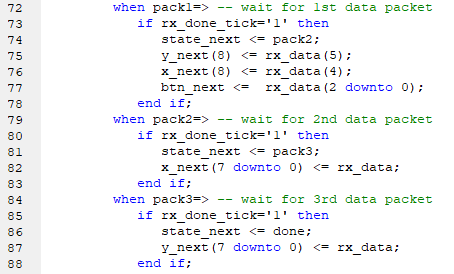 72 when pack1=> -- wait for 1st data packet
73 if rx_done_tick='1' then
74 state_next <= pack2;
75 y_next(8) <= rx_data(5);
76 x_next(8) <= rx_data(4);
77 btn_next <=  rx_data(2 downto 0);
78 end if;
79 when pack2=> -- wait for 2nd data packet
80 if rx_done_tick='1' then
81 state_next <= pack3;
82 x_next(7 downto 0) <= rx_data;
83 end if;
84 when pack3=> -- wait for 3rd data packet
85 if rx_done_tick='1' then
86 state_next <= done;
87 y_next(7 downto 0) <= rx_data;
88 end if;